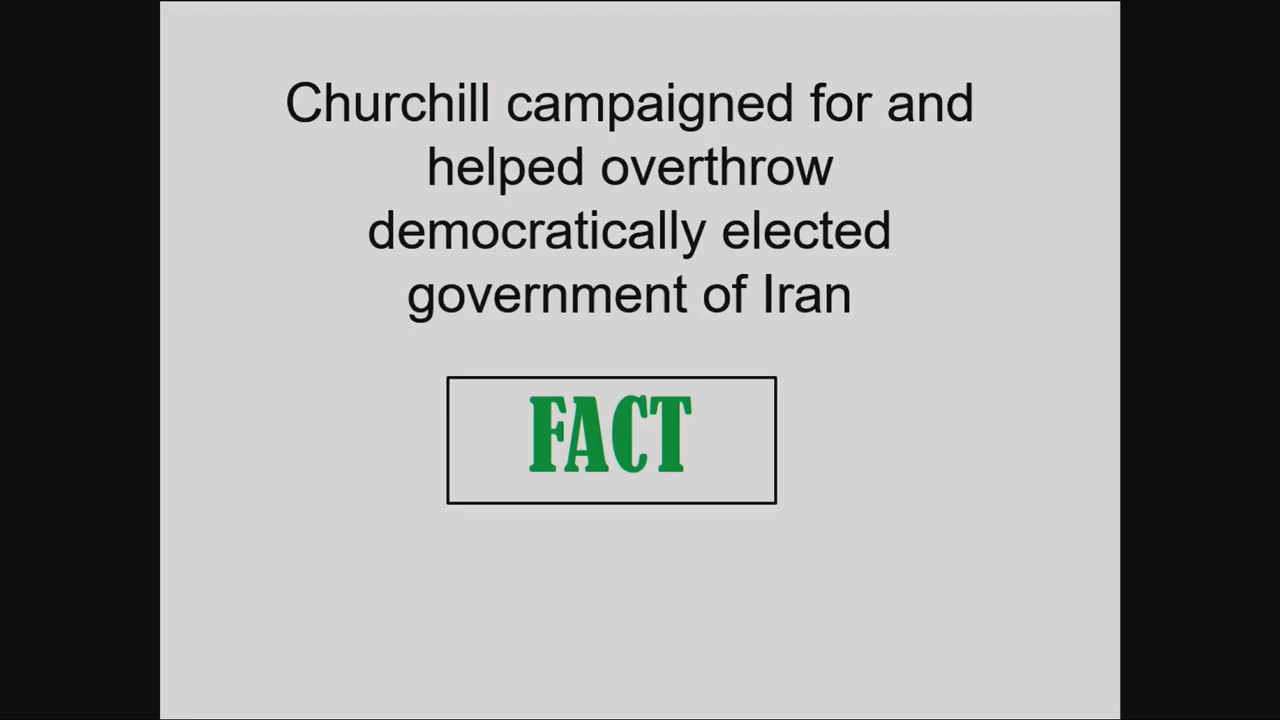 Churchill campaigned for and
helped overthrow
democratically elected
government of Iran
FACT